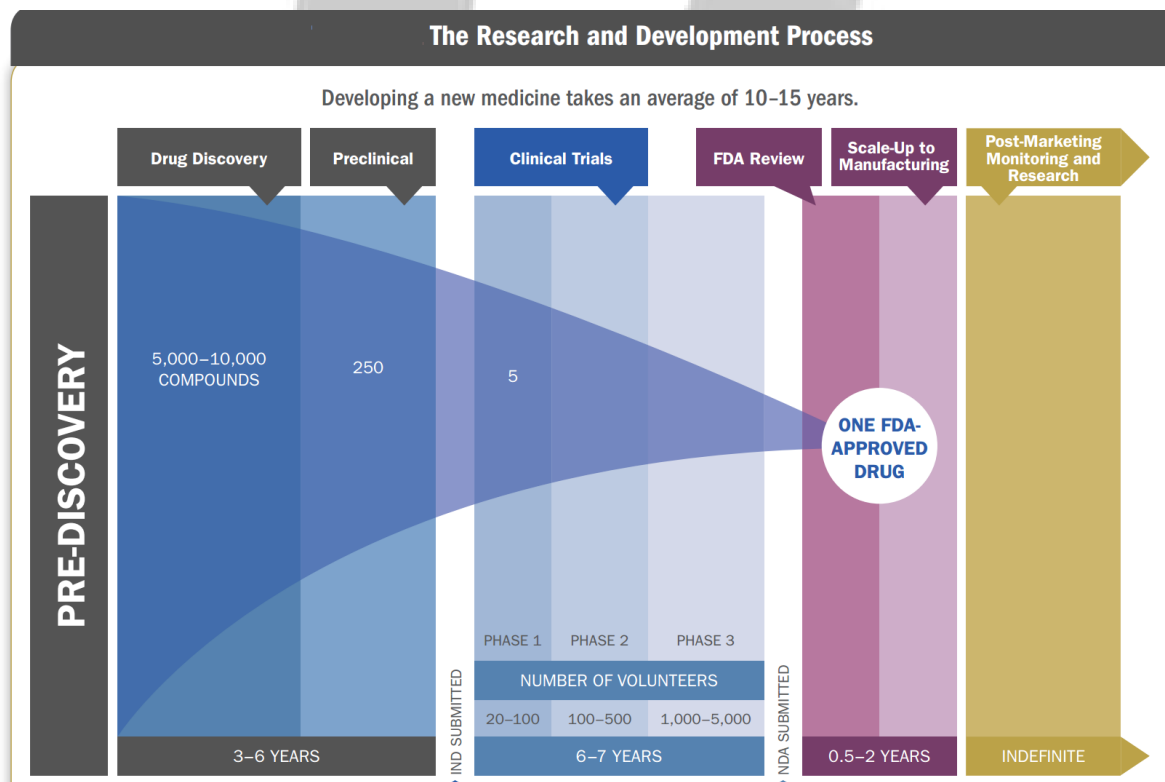 The Research and Development Process
Developing a new medicine takes an average of 10–15 years.
Drug Discovery
Preclinical
Clinical Trials
FDA Review
Scale-Up to
Manufacturing
Post-Marketing
Monitoring and
Research
PRE-DISCOVERY
5,000–10,000
COMPOUNDS
250
5
ONE FDA-
APPROVED
DRUG
PHASE 1
PHASE 2
PHASE 3
NUMBER OF VOLUNTEERS
20–100
100–500
1,000–5,000
IND SUBMITTED
NDA SUBMITTED
3–6 YEARS
6–7 YEARS
0.5–2 YEARS
INDEFINITE